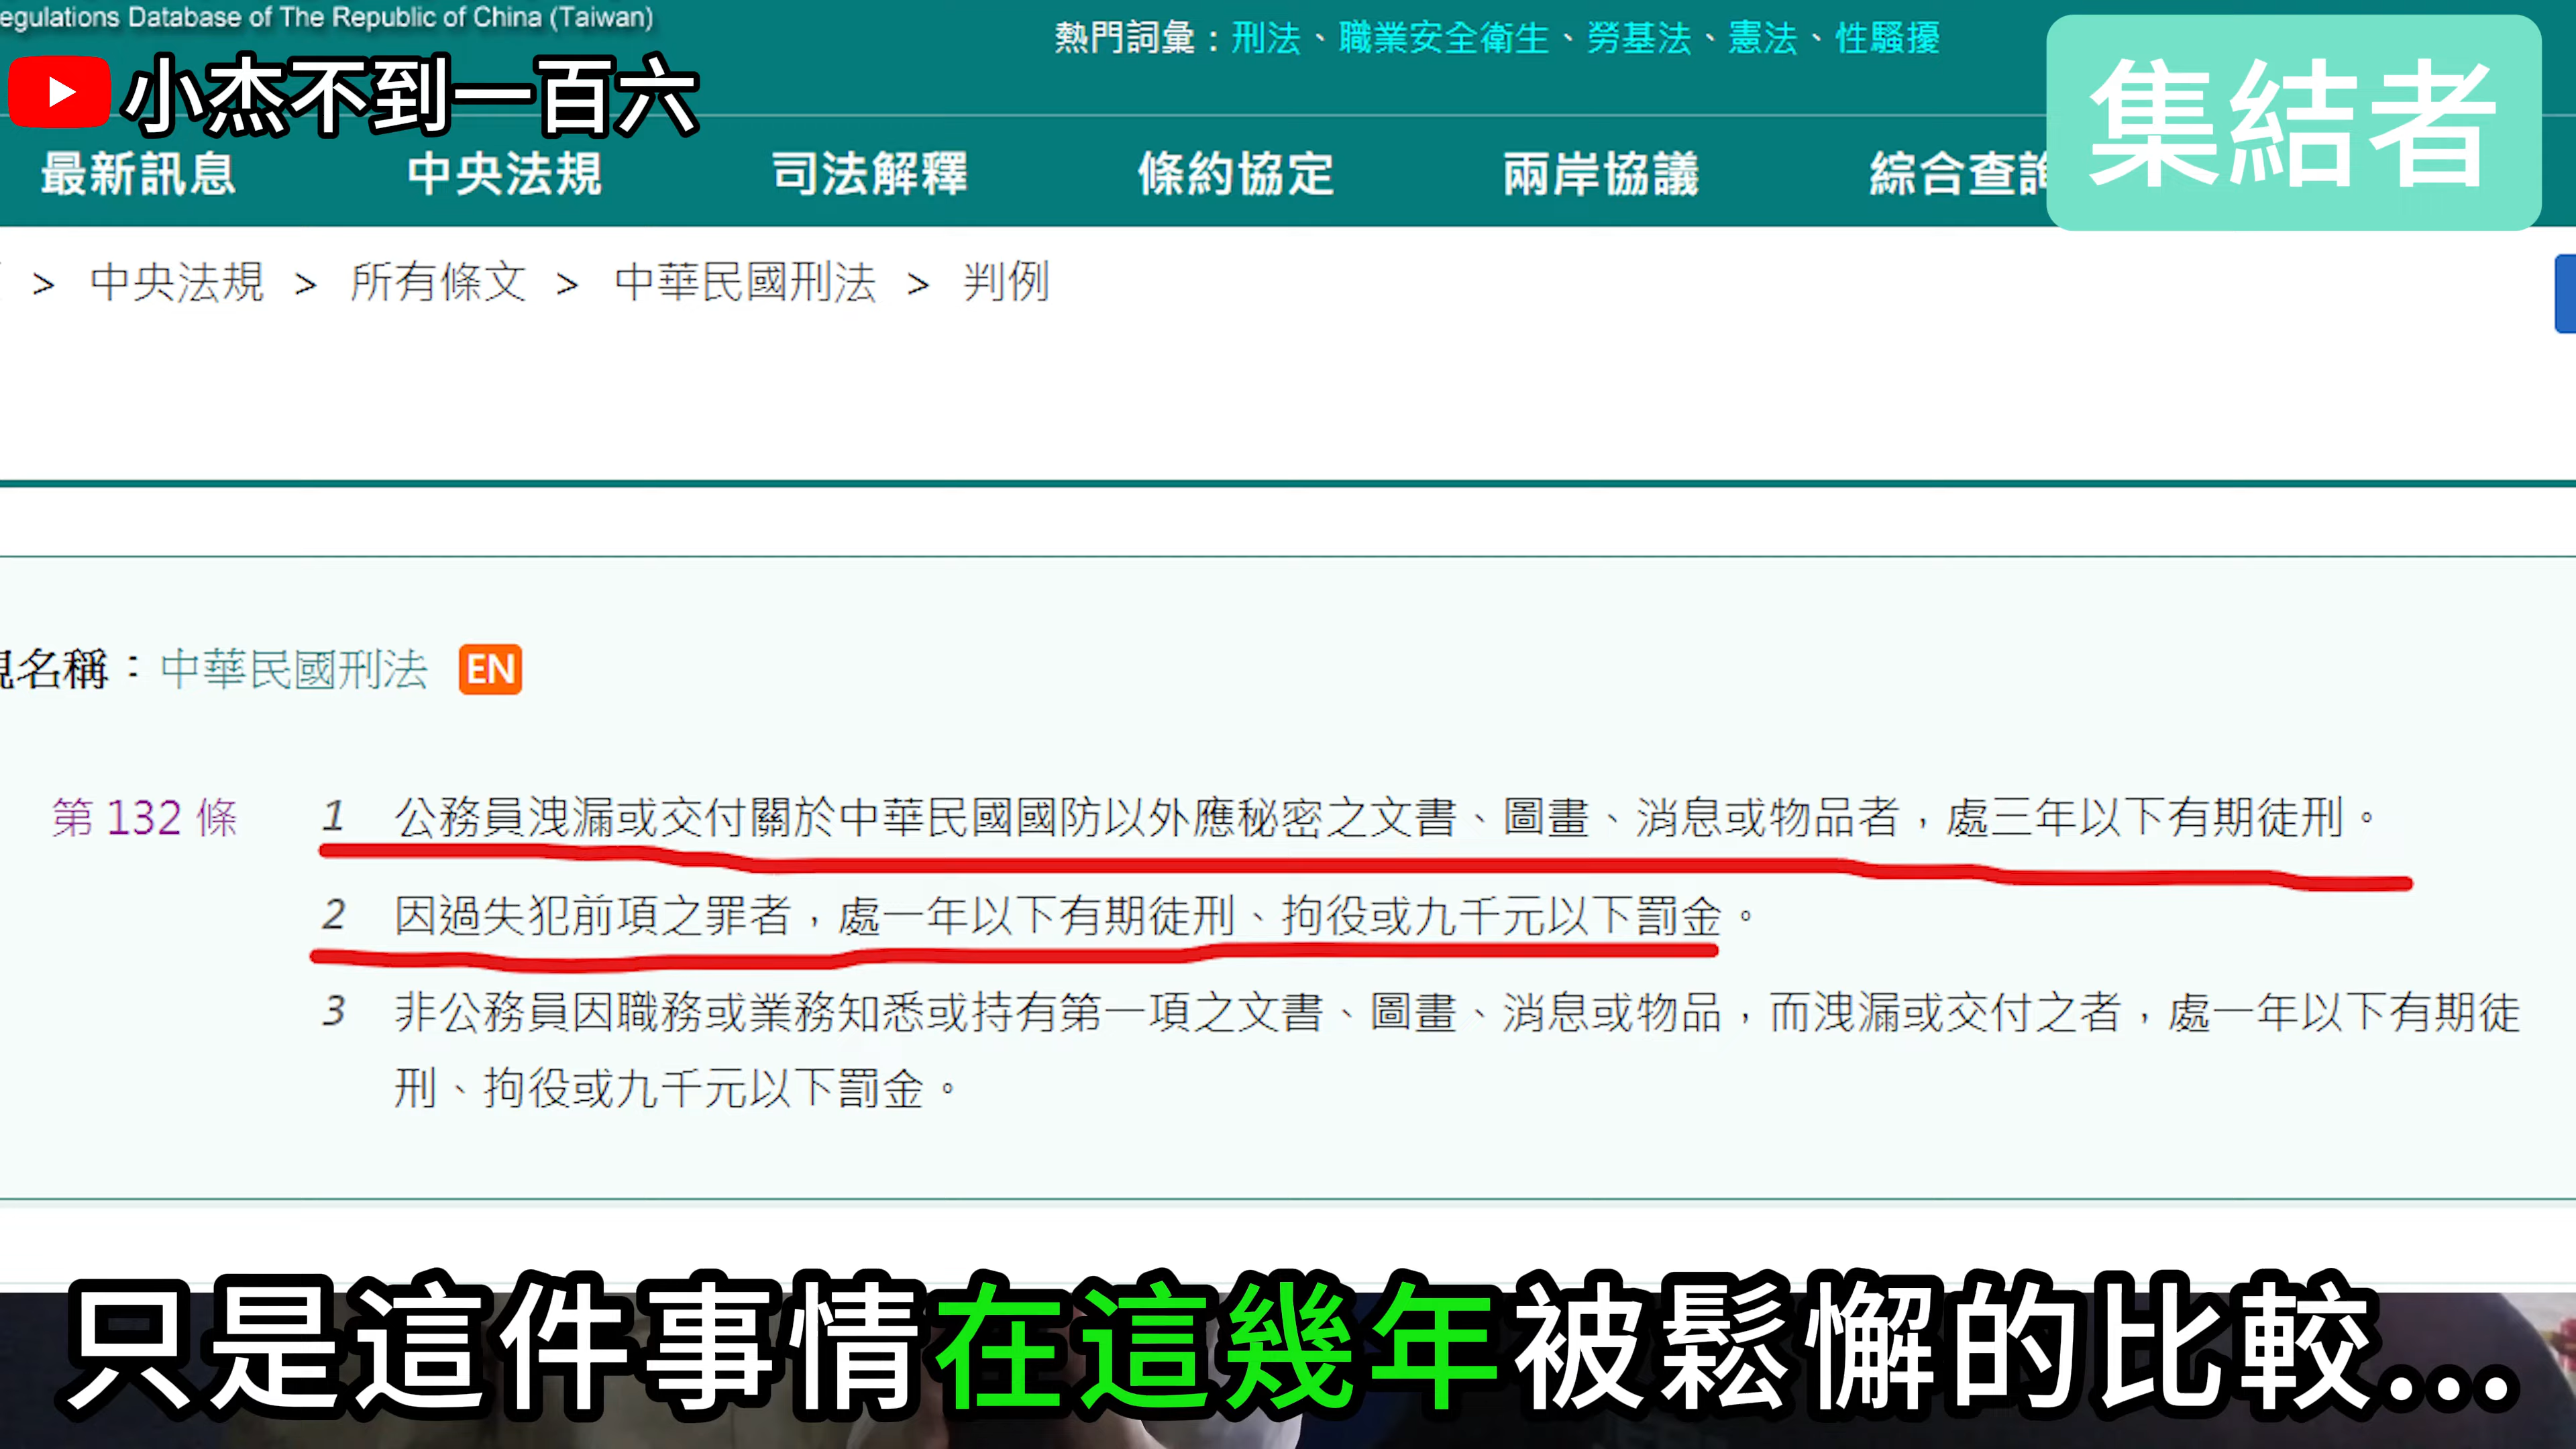 egulations Database of The Republic of China (Taiwan)
熱門詞彙：刑法、職業安全衛生、勞基法、憲法、性騷擾
小杰不到一百六
集結者
最新訊息 中央法規 司法解釋 條約協定 兩岸協議 綜合查詢
> 中央法規 > 所有條文 > 中華民國刑法 > 判例
規名稱：中華民國刑法 EN
第 132 條
1 公務員洩漏或交付關於中華民國國防以外應秘密之文書、圖畫、消息或物品者，處三年以下有期徒刑。
2 因過失犯前項之罪者，處一年以下有期徒刑、拘役或九千元以下罰金。
3 非公務員因職務或業務知悉或持有第一項之文書、圖畫、消息或物品，而洩漏或交付之者，處一年以下有期徒
刑、拘役或九千元以下罰金。
只是這件事情在這幾年被鬆懈的比較...